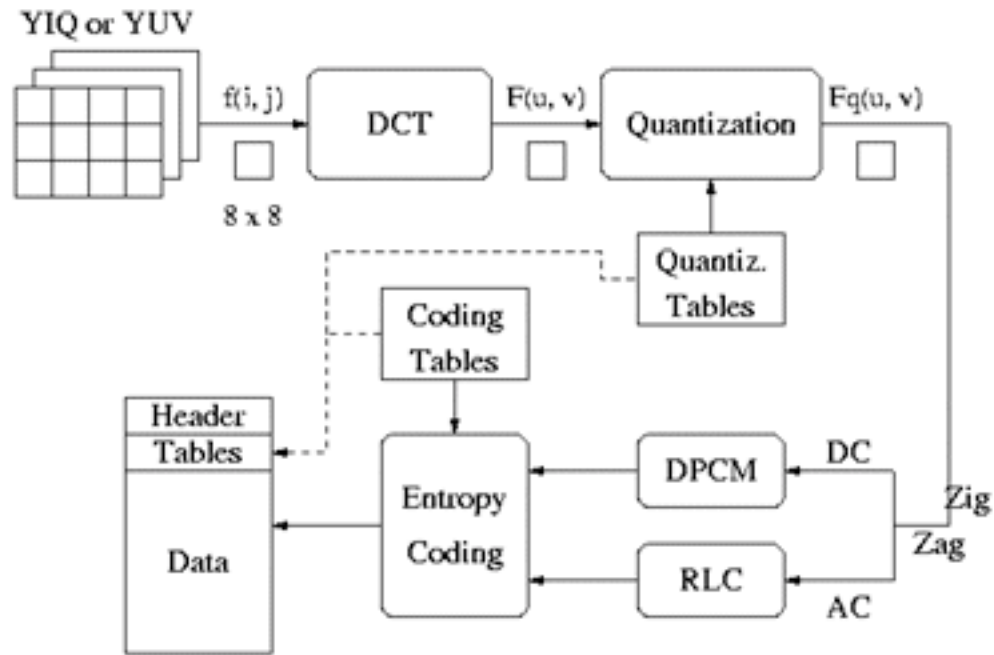 YIQ or YUV
f(i, j)
8 x 8
DCT
F(u, v)
Quantization
Fq(u, v)
Quantiz.
Tables
Coding
Tables
Header
Tables
Data
Entropy
Coding
DPCM
DC
RLC
AC
Zig
Zag